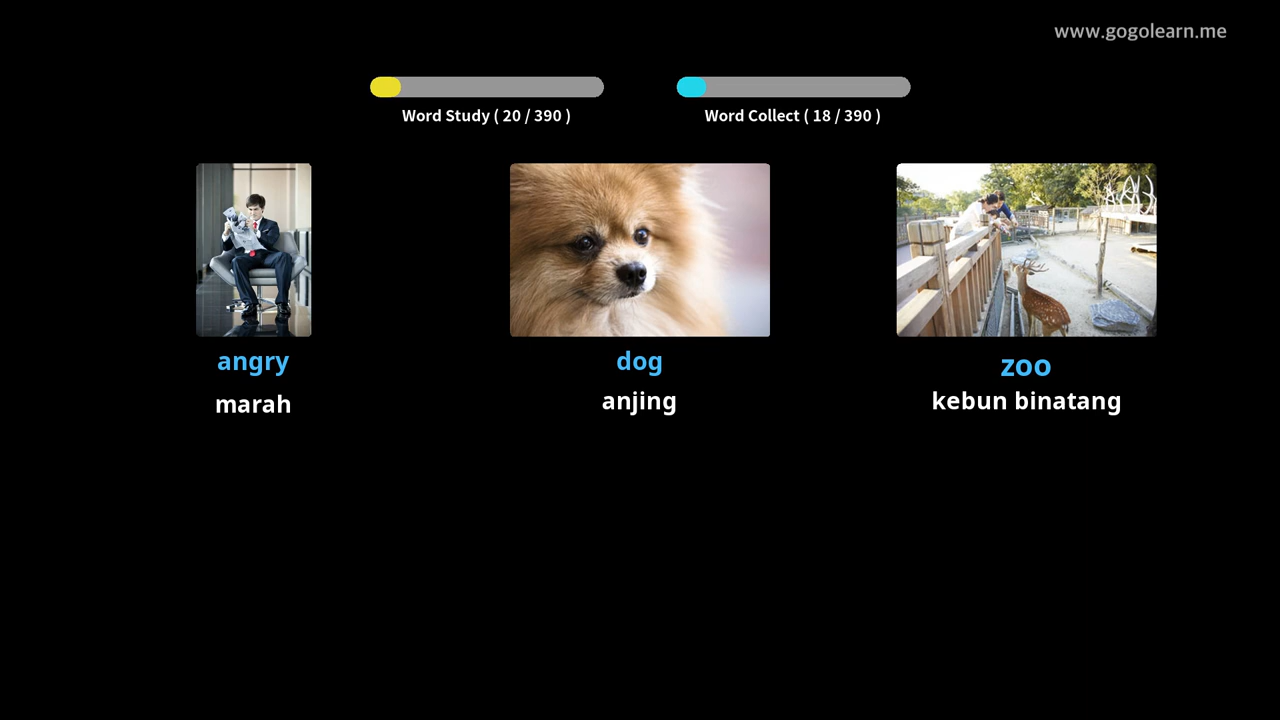 www.gogolearn.me
Word Study ( 20 / 390 )
Word Collect ( 18 / 390 )
angry
marah
dog
anjing
zoo
kebun binatang